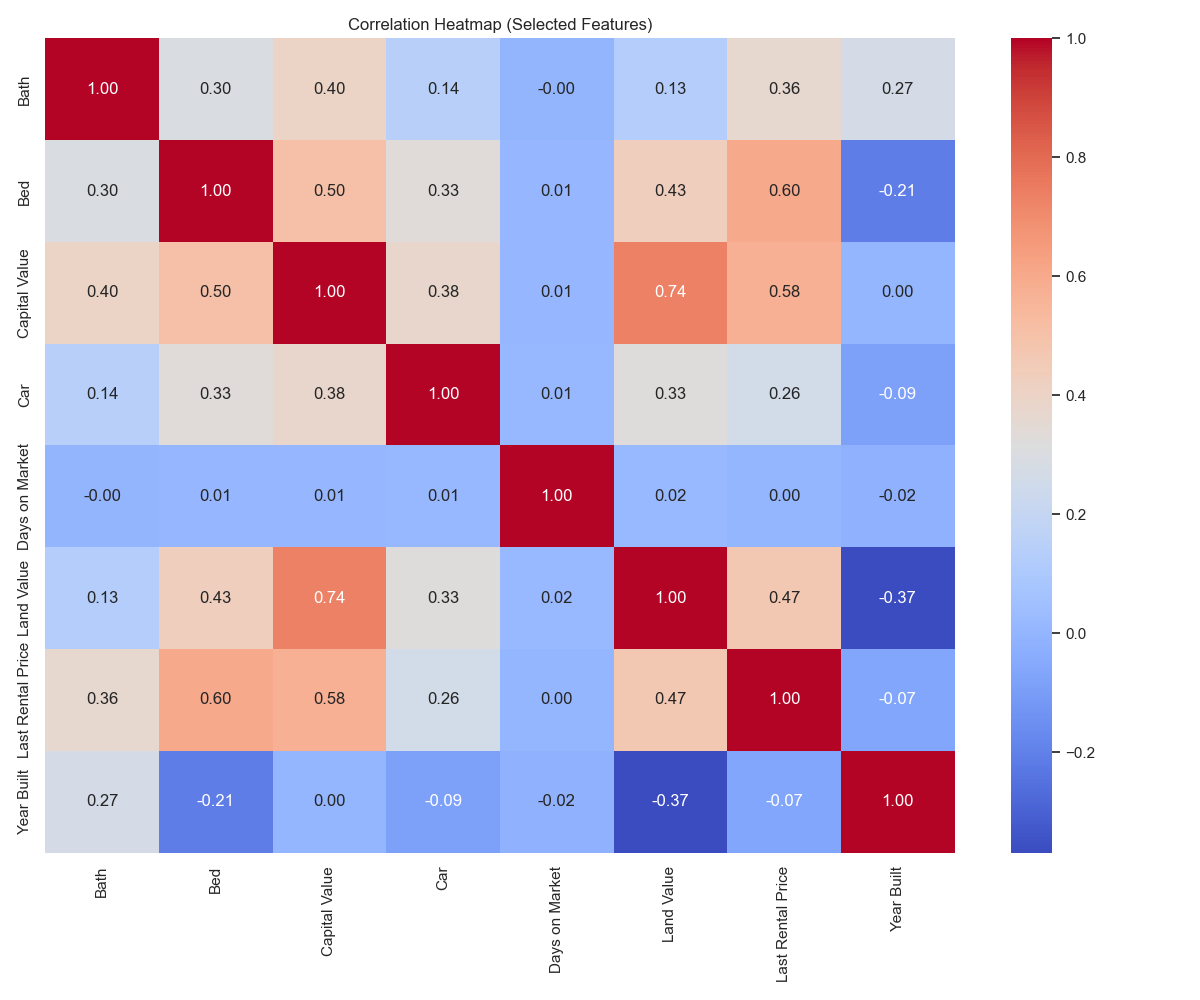 Correlation Heatmap (Selected Features)
Bath 1.00 0.30 0.40 0.14 -0.00 0.13 0.36 0.27
Bed 0.30 1.00 0.50 0.33 0.01 0.43 0.60 -0.21
Capital Value 0.40 0.50 1.00 0.38 0.01 0.74 0.58 0.00
Car 0.14 0.33 0.38 1.00 0.01 0.33 0.26 -0.09
Days on Market -0.00 0.01 0.01 0.01 1.00 0.02 0.00 -0.02
Land Value 0.13 0.43 0.74 0.33 0.02 1.00 0.47 -0.37
Last Rental Price 0.36 0.60 0.58 0.26 0.00 0.47 1.00 -0.07
Year Built 0.27 -0.21 0.00 -0.09 -0.02 -0.37 -0.07 1.00
Bath
Bed
Capital Value
Car
Days on Market
Land Value
Last Rental Price
Year Built
1.0
0.8
0.6
0.4
0.2
0.0
−0.2